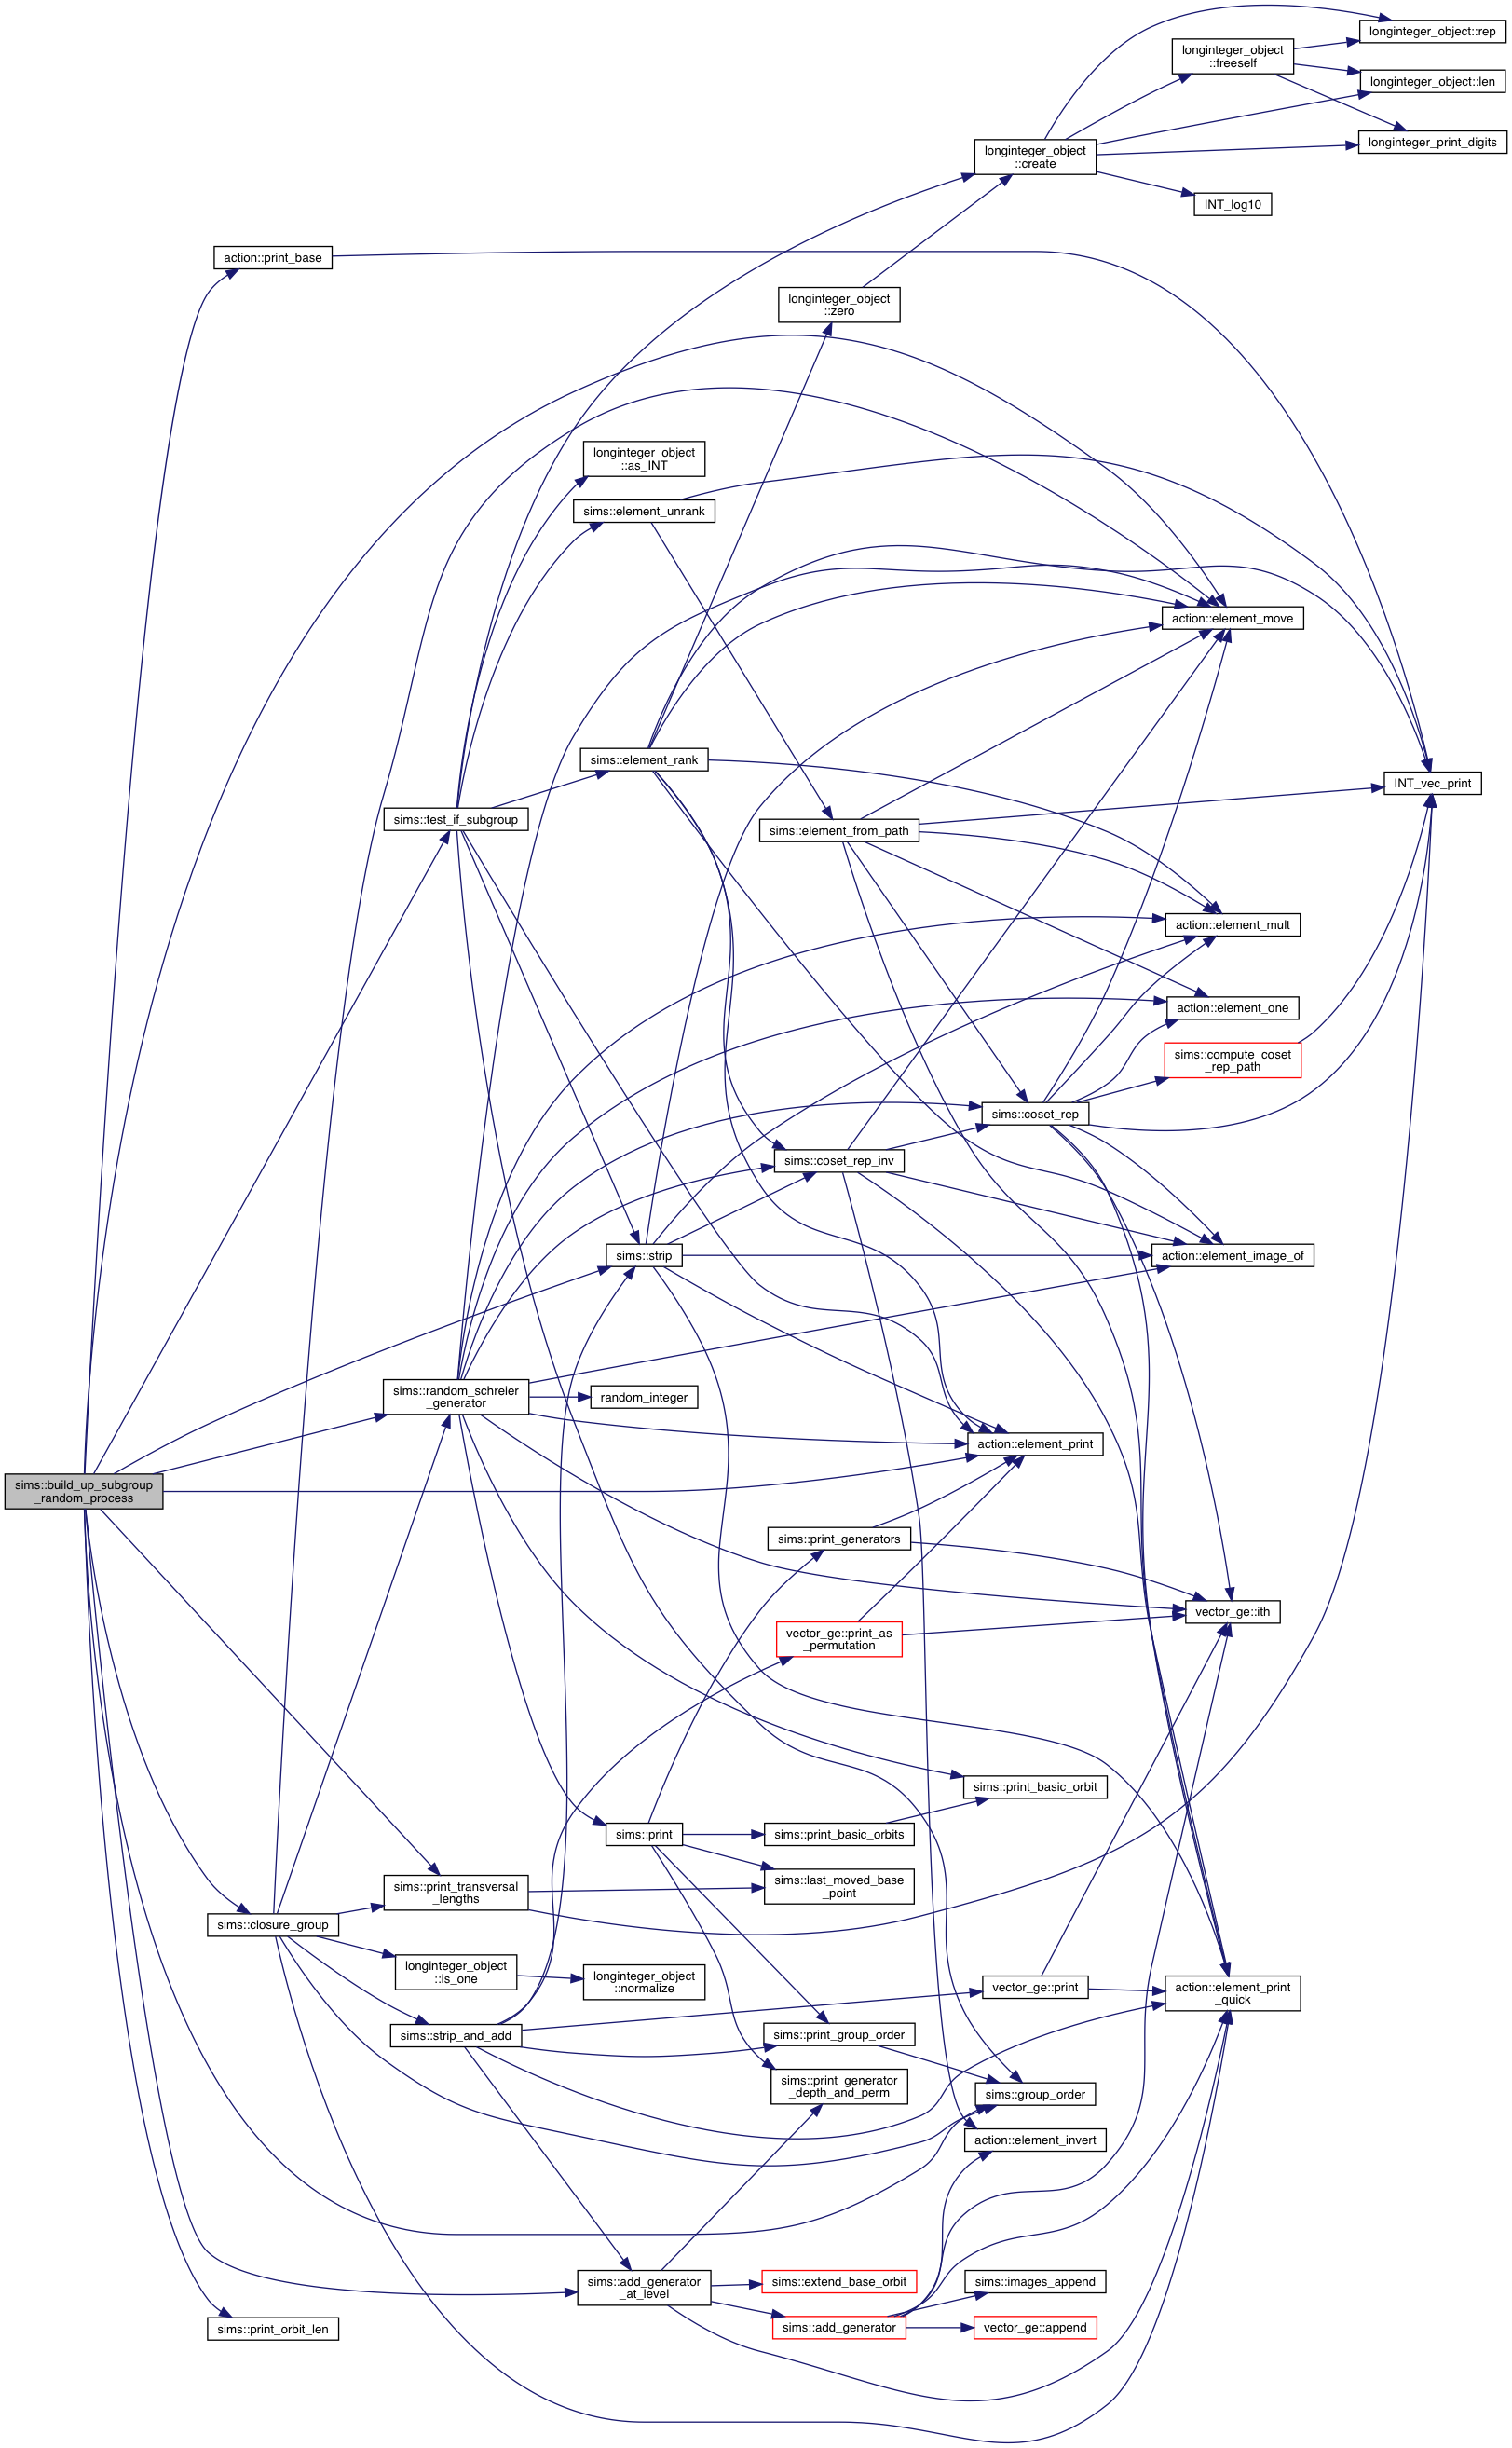 longinteger_object::rep
longinteger_object
::freeself
longinteger_object::len
longinteger_print_digits
longinteger_object
::create
INT_log10
action::print_base
longinteger_object
::zero
longinteger_object
::as_INT
sims::element_unrank
action::element_move
sims::element_rank
INT_vec_print
sims::test_if_subgroup
sims::element_from_path
action::element_mult
action::element_one
sims::compute_coset
_rep_path
sims::coset_rep
sims::coset_rep_inv
sims::strip
action::element_image_of
sims::random_schreier
_generator
random_integer
action::element_print
sims::build_up_subgroup
_random_process
sims::print_generators
vector_ge::ith
vector_ge::print_as
_permutation
sims::print_basic_orbit
sims::print
sims::print_basic_orbits
sims::print_transversal
_lengths
sims::last_moved_base
_point
sims::closure_group
longinteger_object
::is_one
longinteger_object
::normalize
vector_ge::print
action::element_print
_quick
sims::strip_and_add
sims::print_group_order
sims::print_generator
_depth_and_perm
sims::group_order
action::element_invert
sims::add_generator
_at_level
sims::extend_base_orbit
sims::images_append
sims::print_orbit_len
sims::add_generator
vector_ge::append